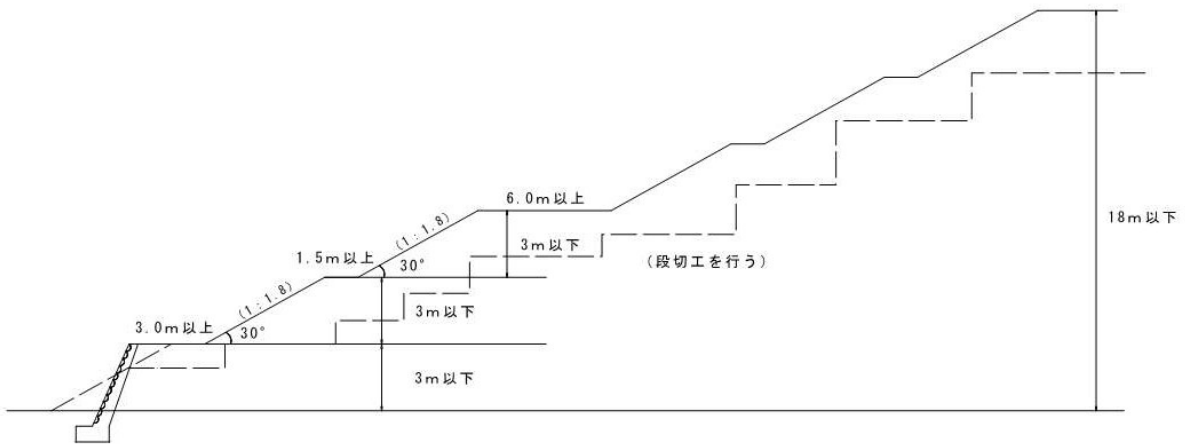 6.0m以上
(1:1.8)
3m以下
18m以下
1.5m以上
30°
(段切工を行う)
(1:1.8)
3m以下
3.0m以上
30°
3m以下